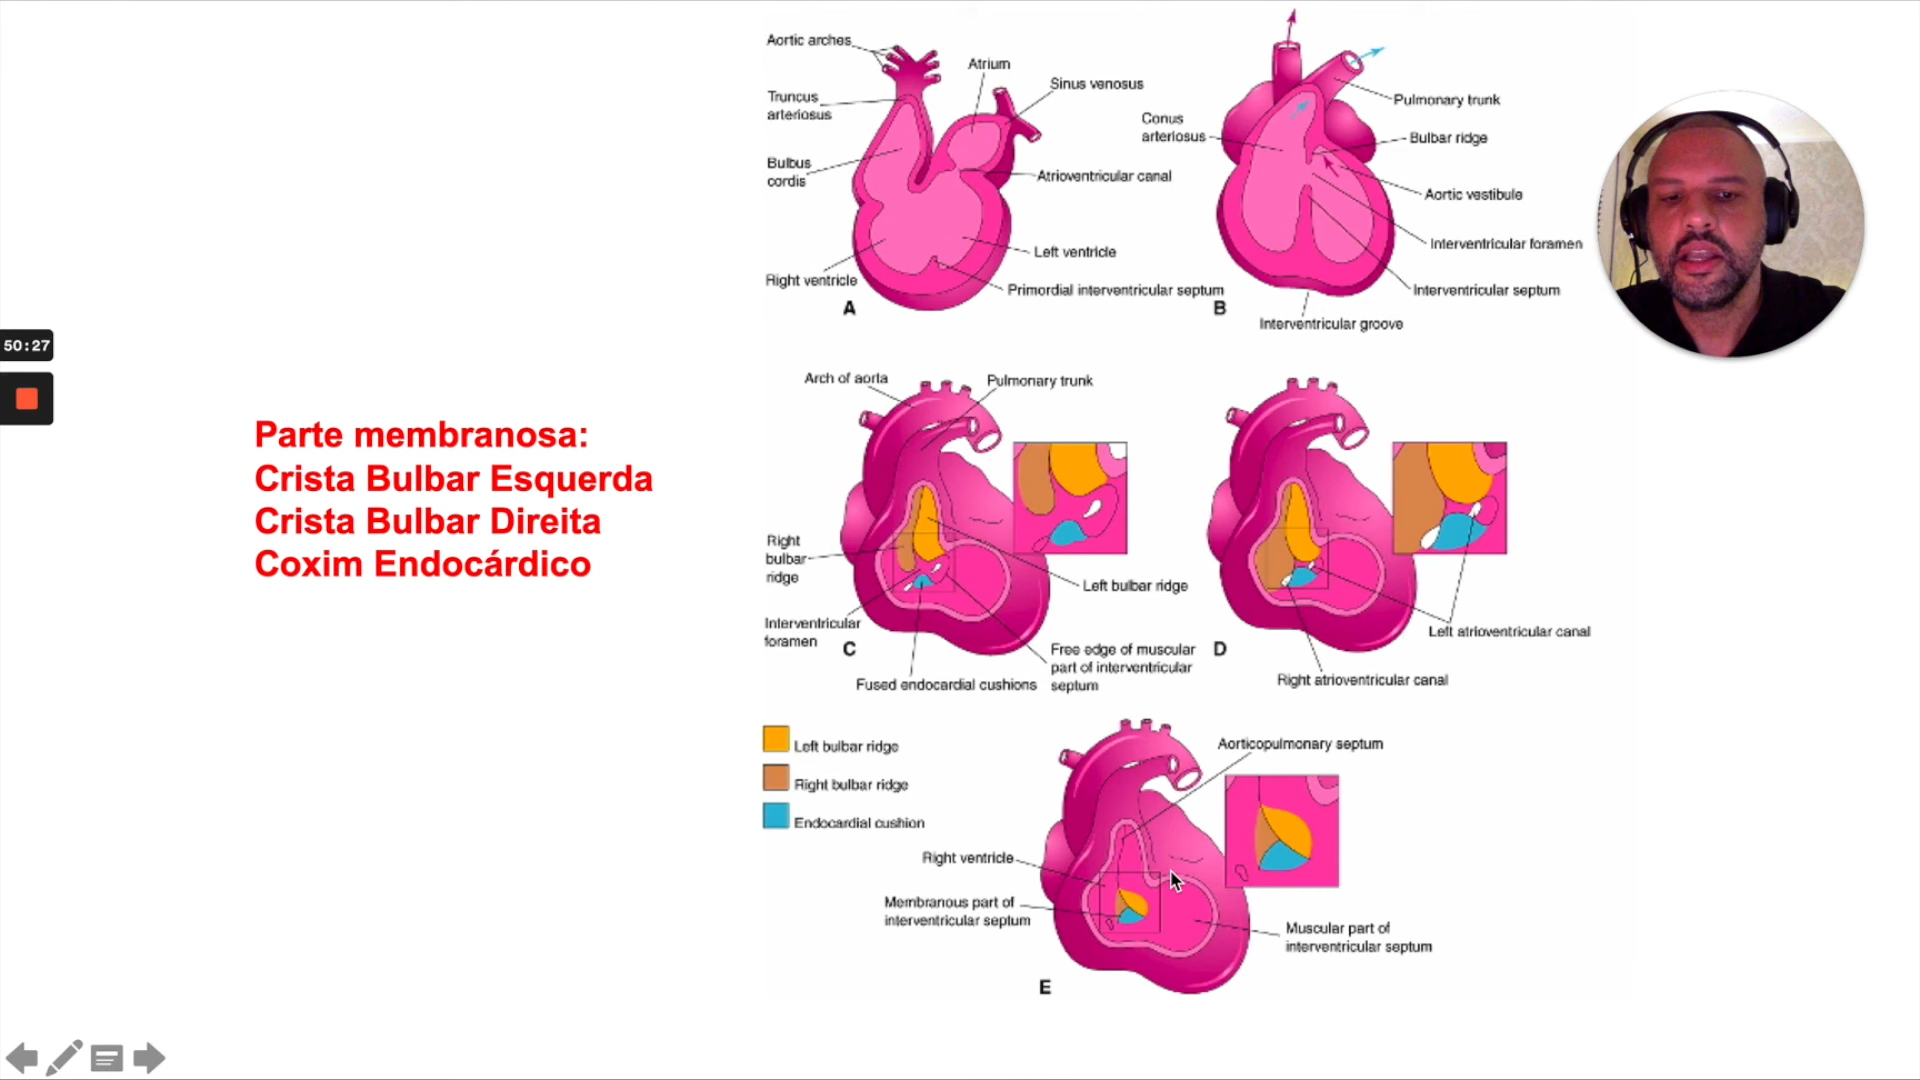 50:27
Parte membranosa:
Crista Bulbar Esquerda
Crista Bulbar Direita
Coxim Endocárdico
Aortic arches
Truncus
arteriosus
Bulbus
cordis
Right ventricle
Atrium
Sinus venosus
Atrioventricular canal
Left ventricle
Primordial interventricular septum
A
Conus
arteriosus
Pulmonary trunk
Bulbar ridge
Aortic vestibule
Interventricular foramen
Interventricular septum
Interventricular groove
B
Arch of aorta
Pulmonary trunk
Right
bulbar
ridge
Interventricular
foramen
Left bulbar ridge
Free edge of muscular
part of interventricular
septum
Fused endocardial cushions
C
Left atrioventricular canal
Right atrioventricular canal
D
Left bulbar ridge
Right bulbar ridge
Endocardial cushion
Aorticopulmonary septum
Right ventricle
Membranous part of
interventricular septum
Muscular part of
interventricular septum
E